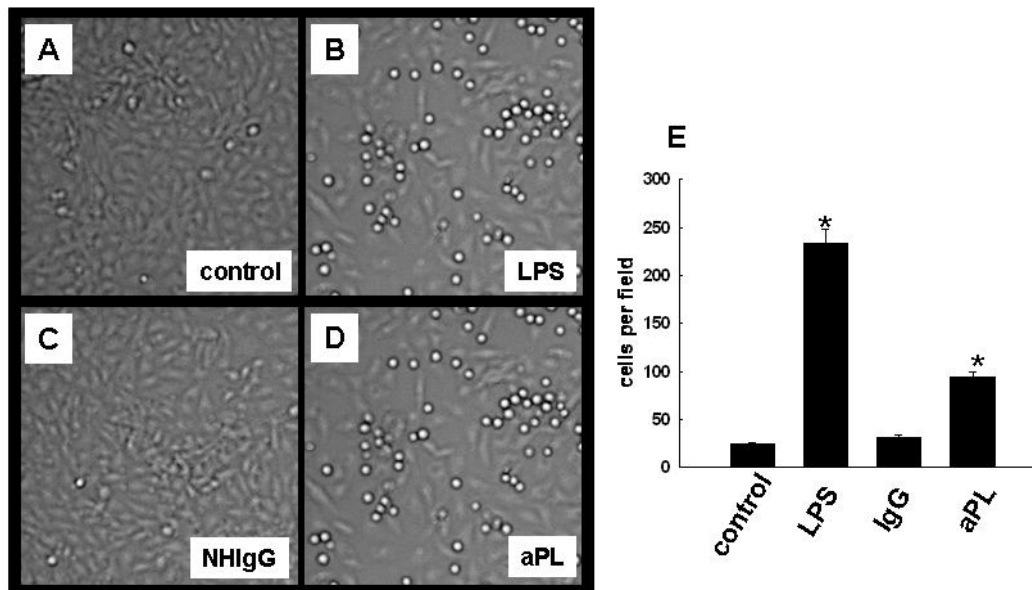 A
control
B
LPS
C
NHIgG
D
aPL
E
300
250
200
150
100
50
0
cells per field
*
*
control
LPS
IgG
aPL